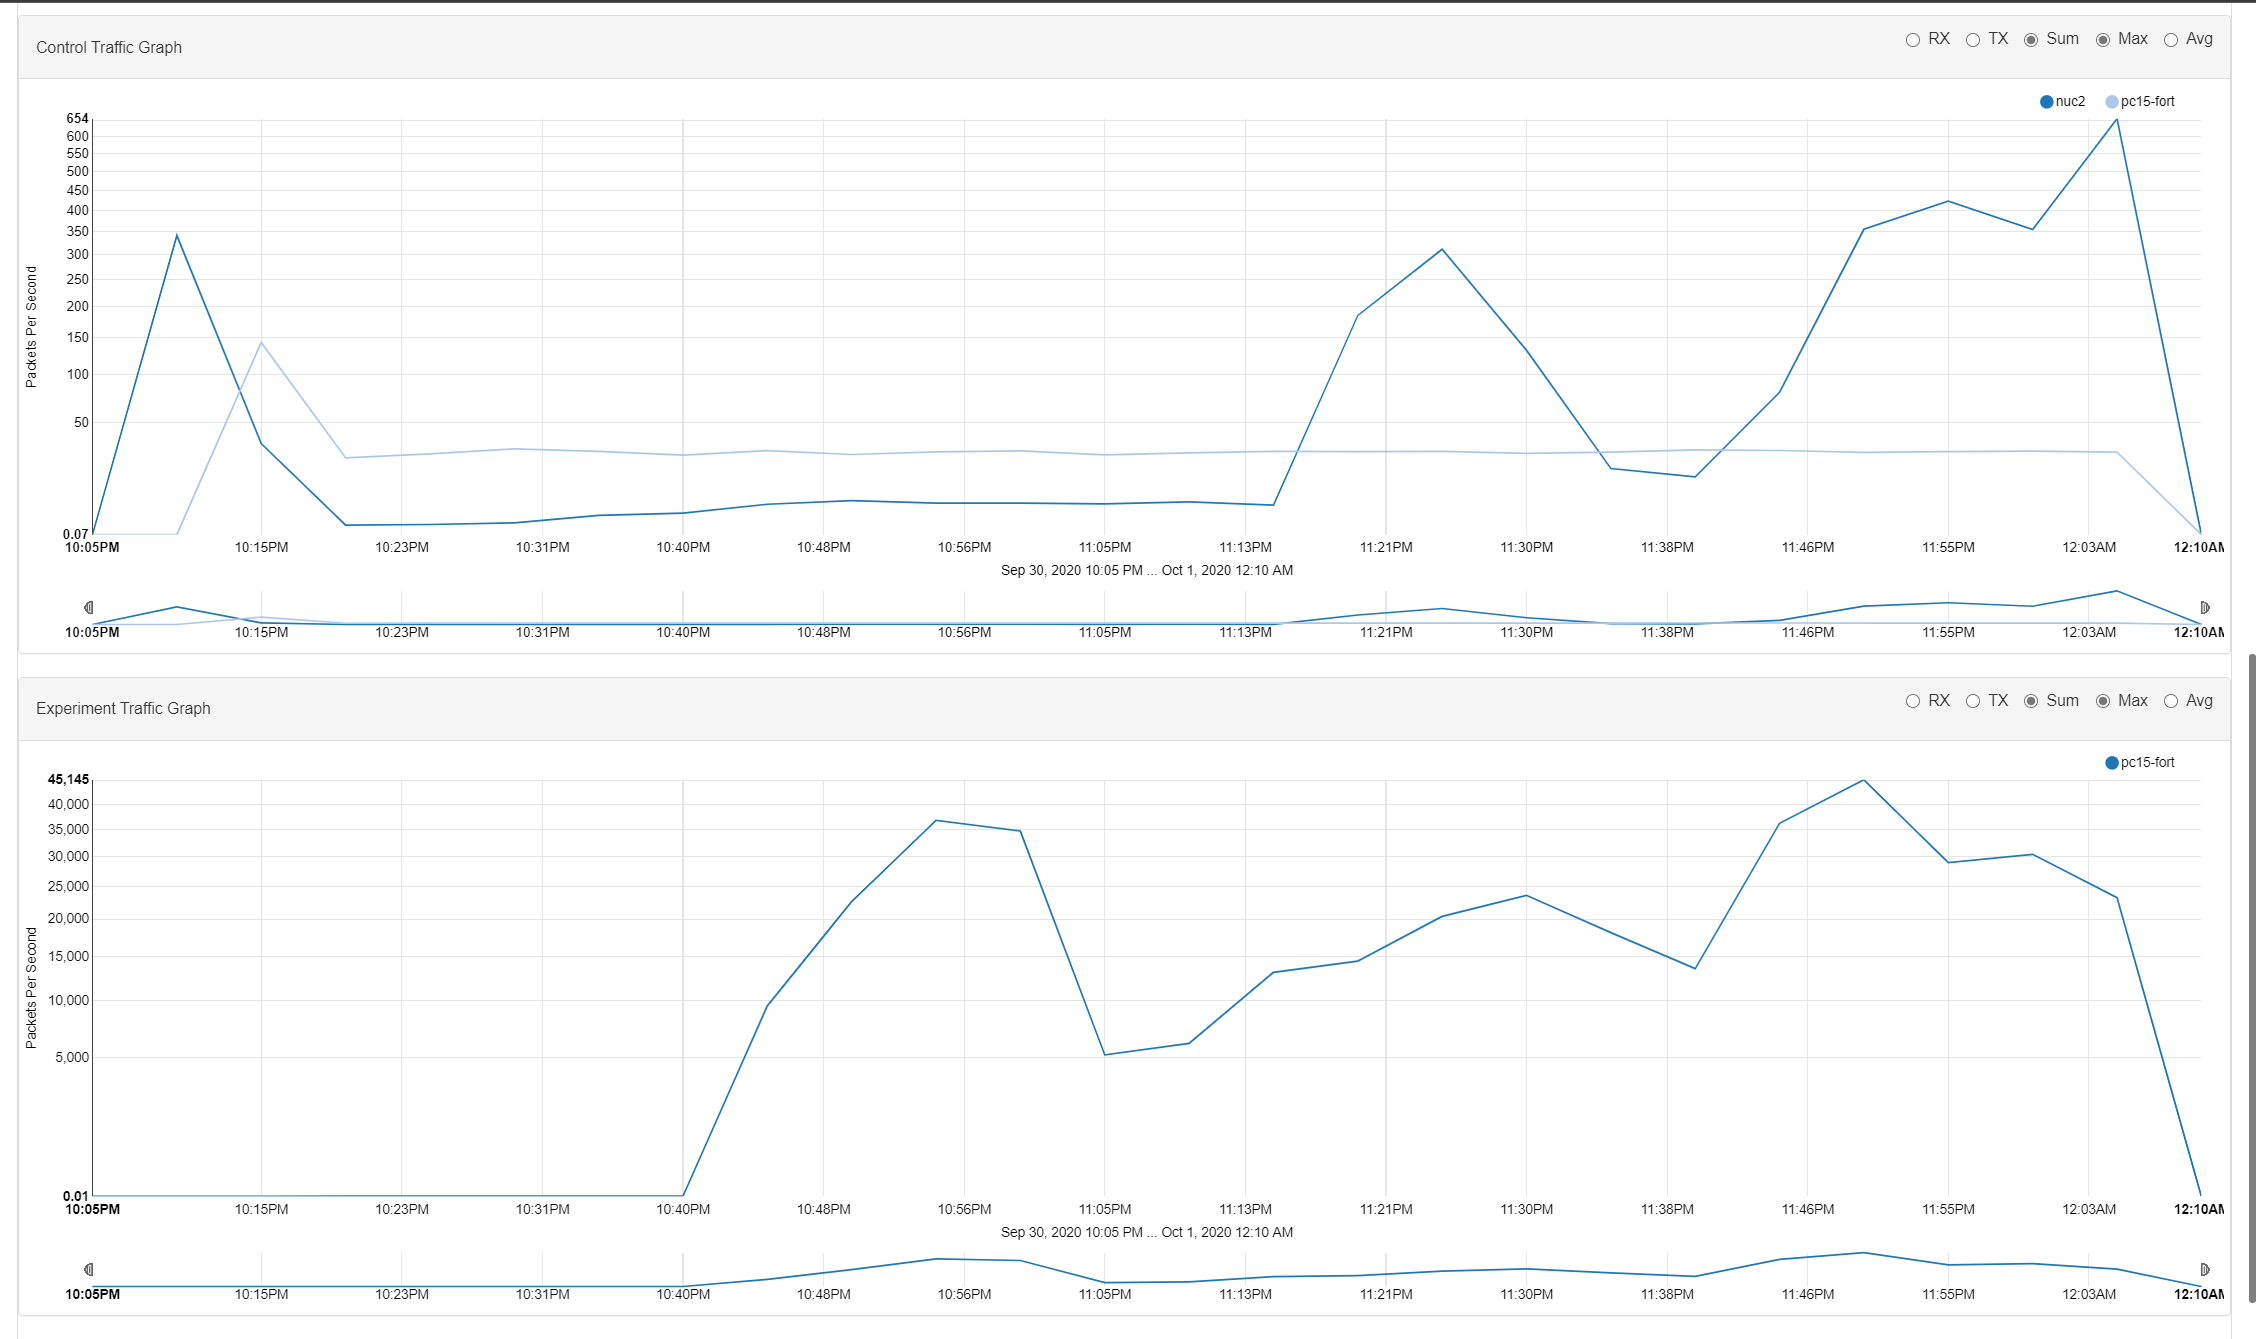 Control Traffic Graph
RX TX Sum Max Avg
nuc2 pc15-fort
654
600
550
500
450
400
350
300
250
200
150
100
50
0.07
Packets Per Second
10:05PM 10:15PM 10:23PM 10:31PM 10:40PM 10:48PM 10:56PM 11:05PM 11:13PM 11:21PM 11:30PM 11:38PM 11:46PM 11:55PM 12:03AM 12:10AM
Sep 30, 2020 10:05 PM ... Oct 1, 2020 12:10 AM
10:05PM 10:15PM 10:23PM 10:31PM 10:40PM 10:48PM 10:56PM 11:05PM 11:13PM 11:21PM 11:30PM 11:38PM 11:46PM 11:55PM 12:03AM 12:10AM
Experiment Traffic Graph
RX TX Sum Max Avg
pc15-fort
45,145
40,000
35,000
30,000
25,000
20,000
15,000
10,000
5,000
0.01
Packets Per Second
10:05PM 10:15PM 10:23PM 10:31PM 10:40PM 10:48PM 10:56PM 11:05PM 11:13PM 11:21PM 11:30PM 11:38PM 11:46PM 11:55PM 12:03AM 12:10AM
Sep 30, 2020 10:05 PM ... Oct 1, 2020 12:10 AM
10:05PM 10:15PM 10:23PM 10:31PM 10:40PM 10:48PM 10:56PM 11:05PM 11:13PM 11:21PM 11:30PM 11:38PM 11:46PM 11:55PM 12:03AM 12:10AM